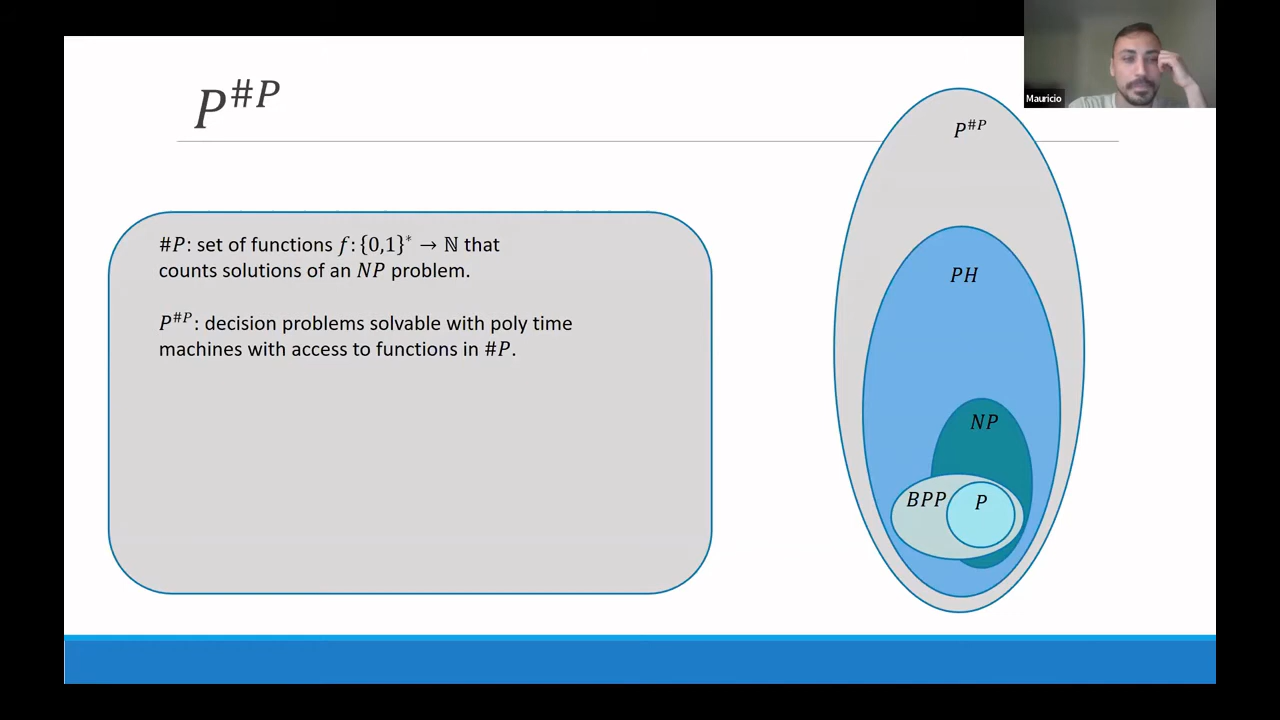 P^{#P}
Mauricio
#P: set of functions f: {0,1}* → ℕ that
counts solutions of an NP problem.
P^{#P}: decision problems solvable with poly time
machines with access to functions in #P.
P^{#P}
PH
NP
BPP
P